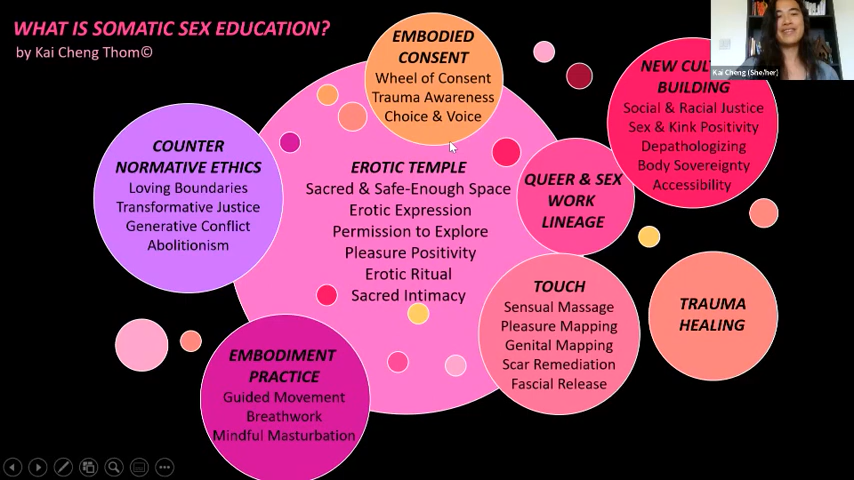 WHAT IS SOMATIC SEX EDUCATION?
by Kai Cheng Thom©
EMBODIED
CONSENT
Wheel of Consent
Trauma Awareness
Choice & Voice
Kai Cheng (She/her)
NEW
BUILDING
Social & Racial Justice
Sex & Kink Positivity
Depathologizing
Body Sovereignty
Accessibility
COUNTER
NORMATIVE ETHICS
Loving Boundaries
Transformative Justice
Generative Conflict
Abolitionism
EROTIC TEMPLE
Sacred & Safe-Enough Space
Erotic Expression
Permission to Explore
Pleasure Positivity
Erotic Ritual
Sacred Intimacy
QUEER & SEX
WORK
LINEAGE
TOUCH
Sensual Massage
Pleasure Mapping
Genital Mapping
Scar Remediation
Fascial Release
TRAUMA
HEALING
EMBODIMENT
PRACTICE
Guided Movement
Breathwork
Mindful Masturbation